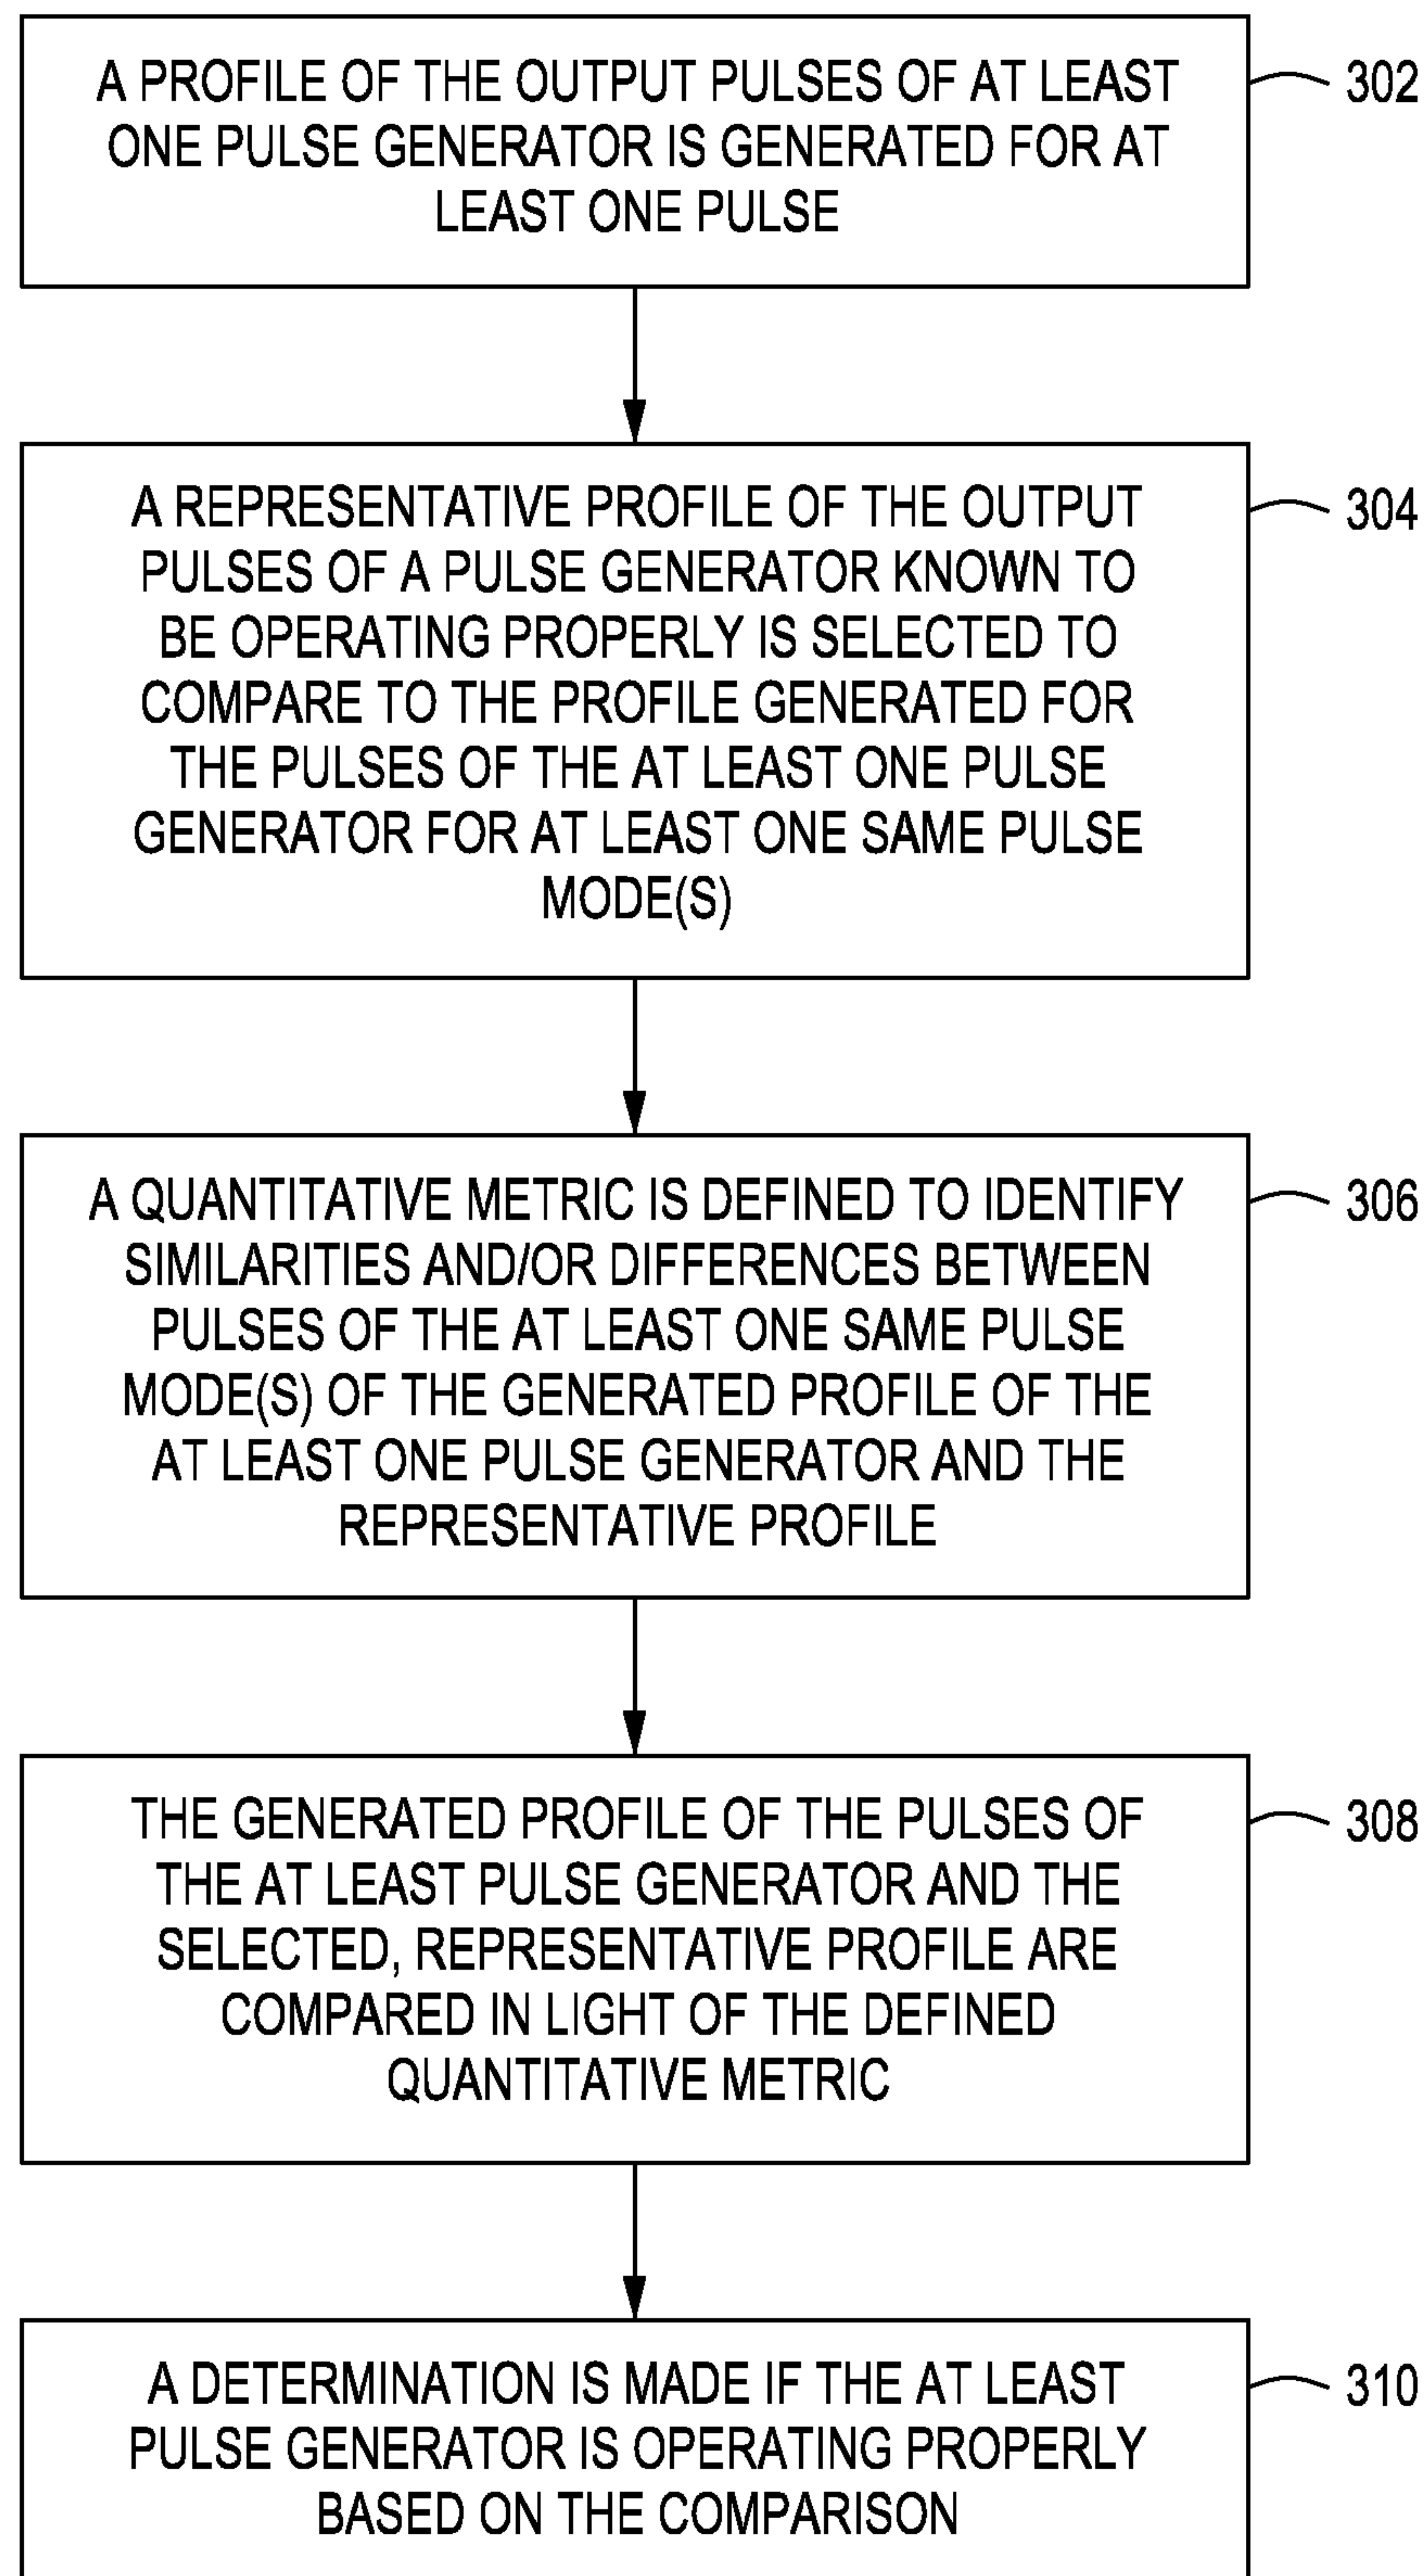 A PROFILE OF THE OUTPUT PULSES OF AT LEAST
ONE PULSE GENERATOR IS GENERATED FOR AT
LEAST ONE PULSE
302
A REPRESENTATIVE PROFILE OF THE OUTPUT
PULSES OF A PULSE GENERATOR KNOWN TO
BE OPERATING PROPERLY IS SELECTED TO
COMPARE TO THE PROFILE GENERATED FOR
THE PULSES OF THE AT LEAST ONE PULSE
GENERATOR FOR AT LEAST ONE SAME PULSE
MODE(S)
304
A QUANTITATIVE METRIC IS DEFINED TO IDENTIFY
SIMILARITIES AND/OR DIFFERENCES BETWEEN
PULSES OF THE AT LEAST ONE SAME PULSE
MODE(S) OF THE GENERATED PROFILE OF THE
AT LEAST ONE PULSE GENERATOR AND THE
REPRESENTATIVE PROFILE
306
THE GENERATED PROFILE OF THE PULSES OF
THE AT LEAST PULSE GENERATOR AND THE
SELECTED, REPRESENTATIVE PROFILE ARE
COMPARED IN LIGHT OF THE DEFINED
QUANTITATIVE METRIC
308
A DETERMINATION IS MADE IF THE AT LEAST
PULSE GENERATOR IS OPERATING PROPERLY
BASED ON THE COMPARISON
310